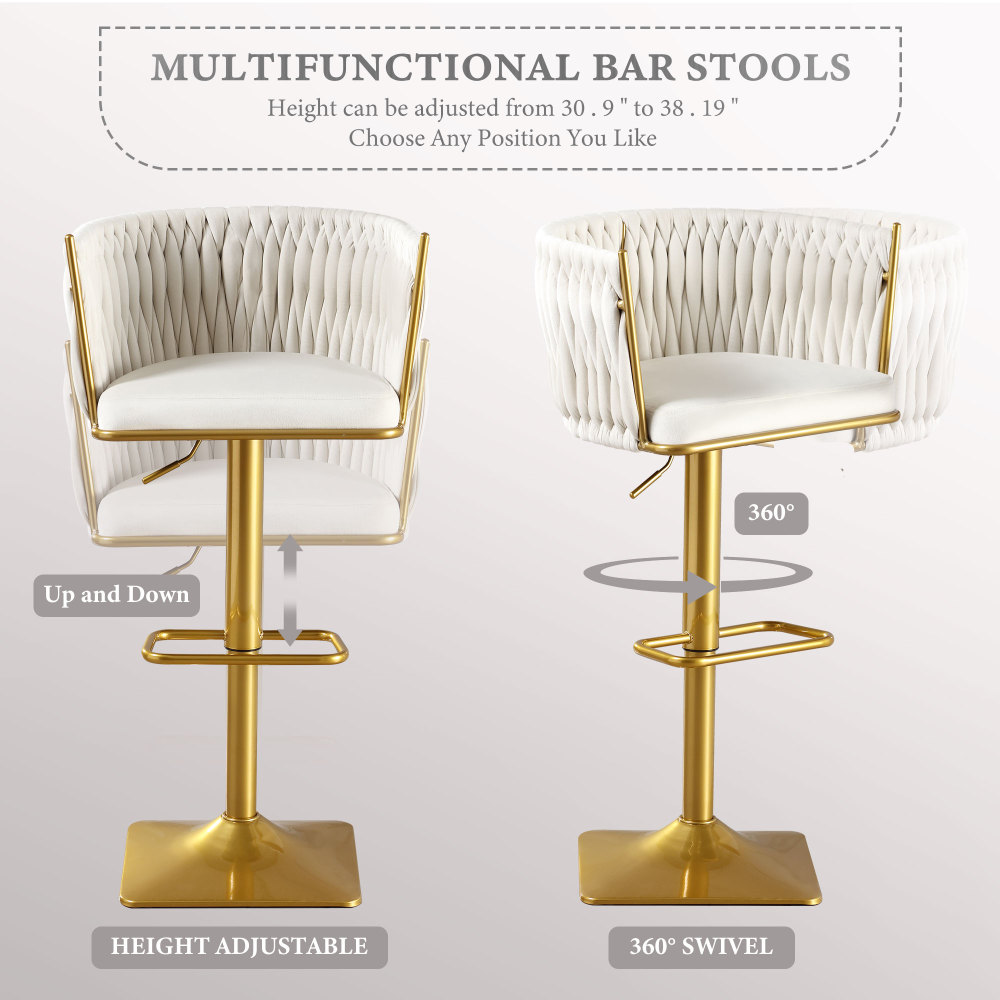 MULTIFUNCTIONAL BAR STOOLS
Height can be adjusted from 30 . 9 " to 38 . 19 "
Choose Any Position You Like
360°
Up and Down
HEIGHT ADJUSTABLE
360° SWIVEL